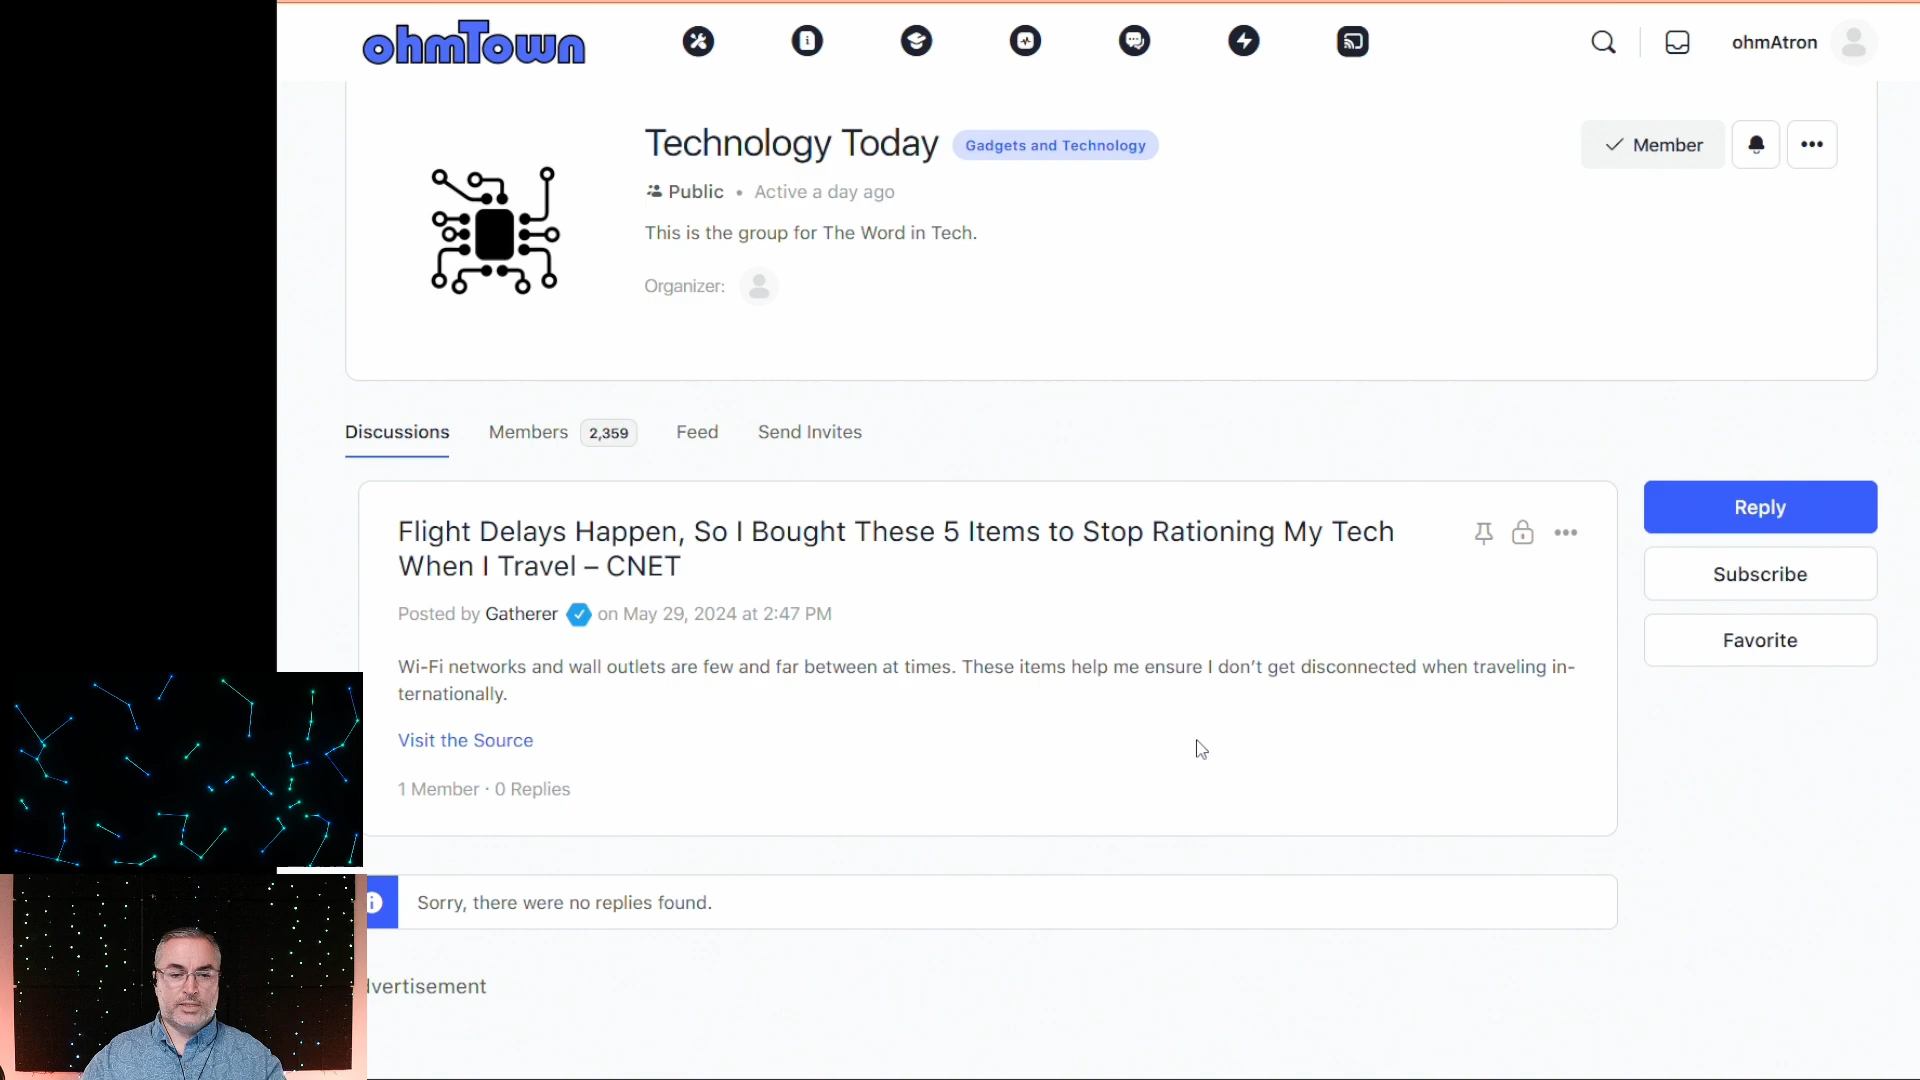 ohmTown
ohmAtron
Technology Today
Gadgets and Technology
Member
Public • Active a day ago
This is the group for The Word in Tech.
Organizer:
Discussions
Members 2,359
Feed
Send Invites
Flight Delays Happen, So I Bought These 5 Items to Stop Rationing My Tech
When I Travel – CNET
Posted by Gatherer on May 29, 2024 at 2:47 PM
Wi-Fi networks and wall outlets are few and far between at times. These items help me ensure I don’t get disconnected when traveling in-
ternationally.
Visit the Source
1 Member · 0 Replies
Reply
Subscribe
Favorite
Sorry, there were no replies found.
dvertisement